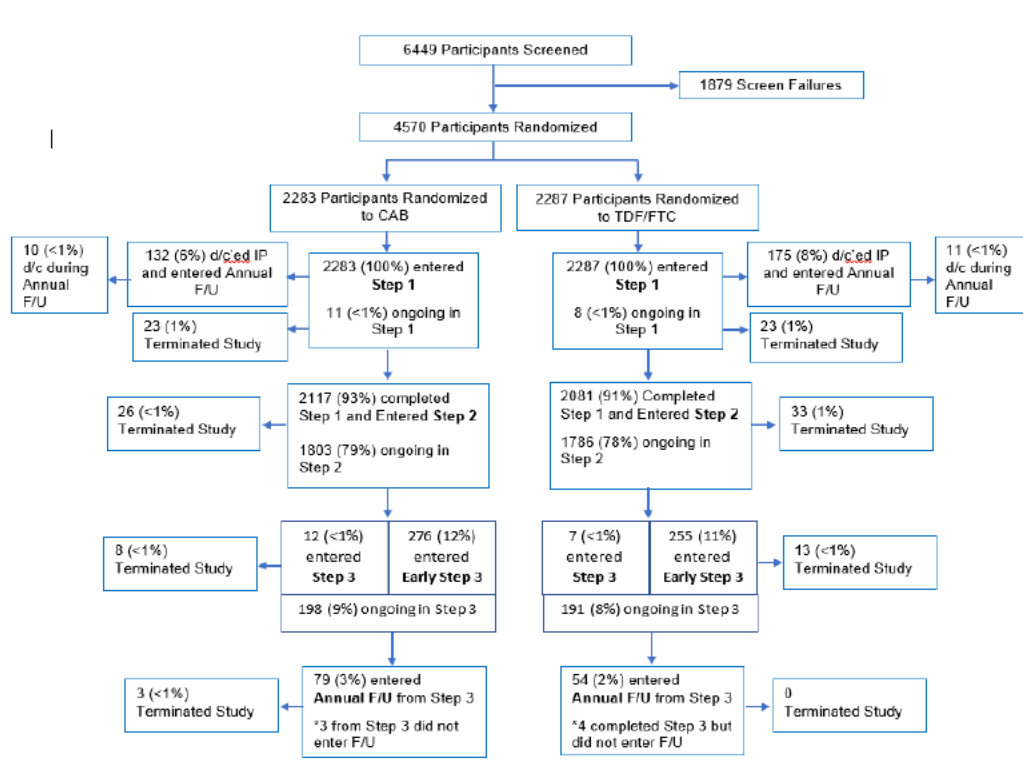 6449 Participants Screened
1879 Screen Failures
4570 Participants Randomized
2283 Participants Randomized
to CAB
2287 Participants Randomized
to TDF/FTC
10 (<1%)
d/c during
Annual
F/U
132 (6%) d/c'ed IP
and entered Annual
F/U
2283 (100%) entered
Step 1
11 (<1%) ongoing in
Step 1
2287 (100%) entered
Step 1
8 (<1%) ongoing in
Step 1
175 (8%) d/c'ed IP
and entered Annual
F/U
11 (<1%)
d/c during
Annual
F/U
23 (1%)
Terminated Study
23 (1%)
Terminated Study
26 (<1%)
Terminated Study
2117 (93%) completed
Step 1 and Entered Step 2
1803 (79%) ongoing in
Step 2
2081 (91%) Completed
Step 1 and Entered Step 2
1786 (78%) ongoing in
Step 2
33 (1%)
Terminated Study
8 (<1%)
Terminated Study
12 (<1%)
entered
Step 3
276 (12%)
entered
Early Step 3
198 (9%) ongoing in Step 3
7 (<1%)
entered
Step 3
255 (11%)
entered
Early Step 3
191 (8%) ongoing in Step 3
13 (<1%)
Terminated Study
3 (<1%)
Terminated Study
79 (3%) entered
Annual F/U from Step 3
*3 from Step 3 did not
enter F/U
54 (2%) entered
Annual F/U from Step 3
*4 completed Step 3 but
did not enter F/U
0
Terminated Study